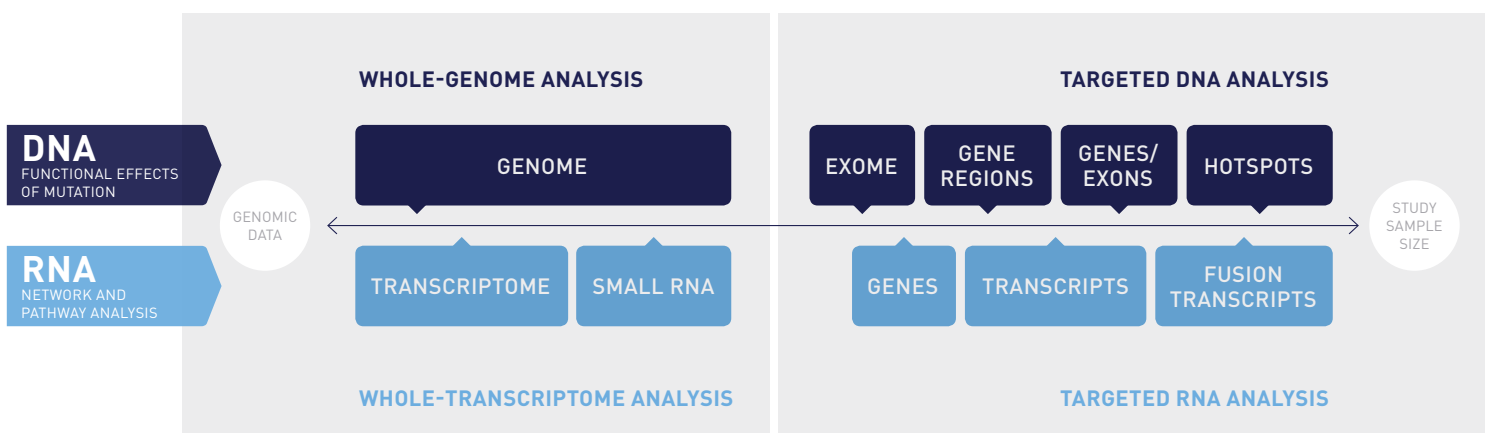 WHOLE-GENOME ANALYSIS
TARGETED DNA ANALYSIS
DNA
FUNCTIONAL EFFECTS
OF MUTATION
GENOME
EXOME
GENE
REGIONS
GENES/
EXONS
HOTSPOTS
GENOMIC
DATA
STUDY
SAMPLE
SIZE
RNA
NETWORK AND
PATHWAY ANALYSIS
TRANSCRIPTOME
SMALL RNA
GENES
TRANSCRIPTS
FUSION
TRANSCRIPTS
WHOLE-TRANSCRIPTOME ANALYSIS
TARGETED RNA ANALYSIS